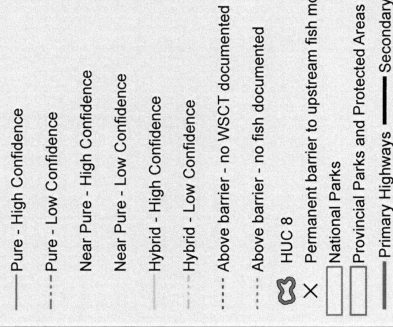 Pure - High Confidence
Pure - Low Confidence
Near Pure - High Confidence
Near Pure - Low Confidence
Hybrid - High Confidence
Hybrid - Low Confidence
Above barrier - no WSCT documented
Above barrier - no fish documented
HUC 8
Permanent barrier to upstream fish
National Parks
Provincial Parks and Protected Areas
Primary Highways
Secondary